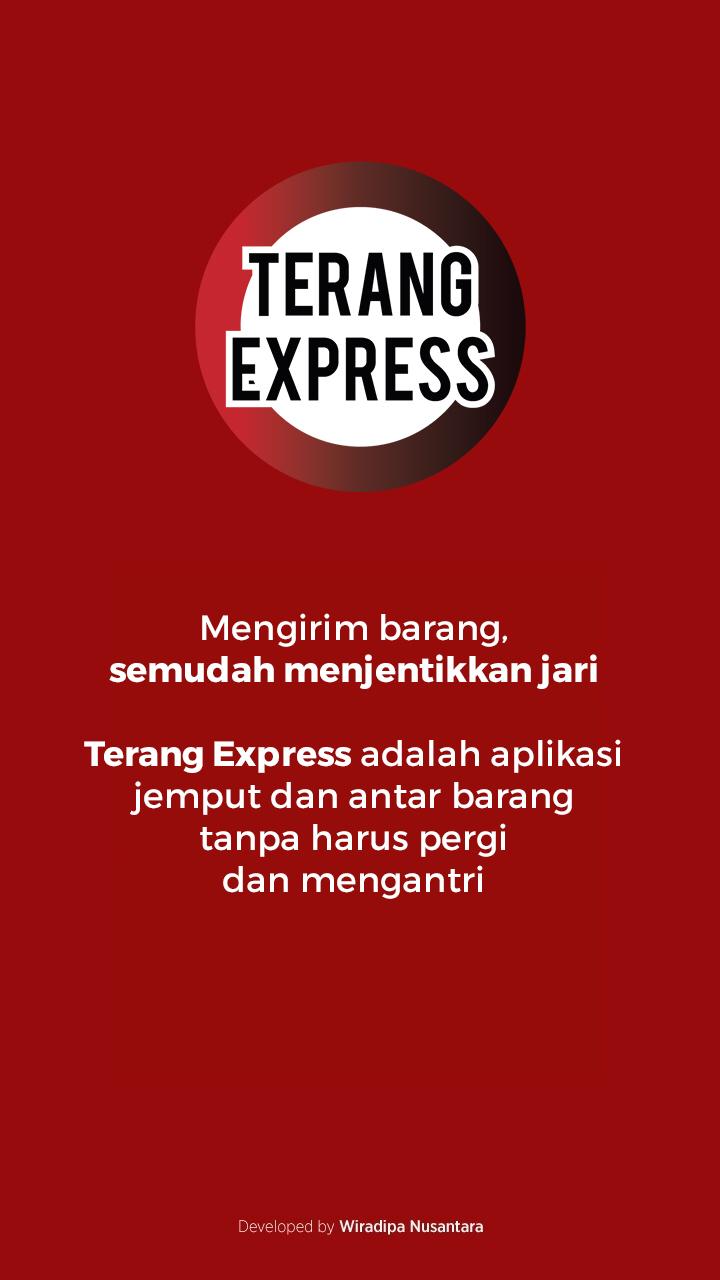 TERANG
EXPRESS
Mengirim barang,
semudah menjentikkan jari
Terang Express adalah aplikasi
jemput dan antar barang
tanpa harus pergi
dan mengantri
Developed by Wiradipa Nusantara